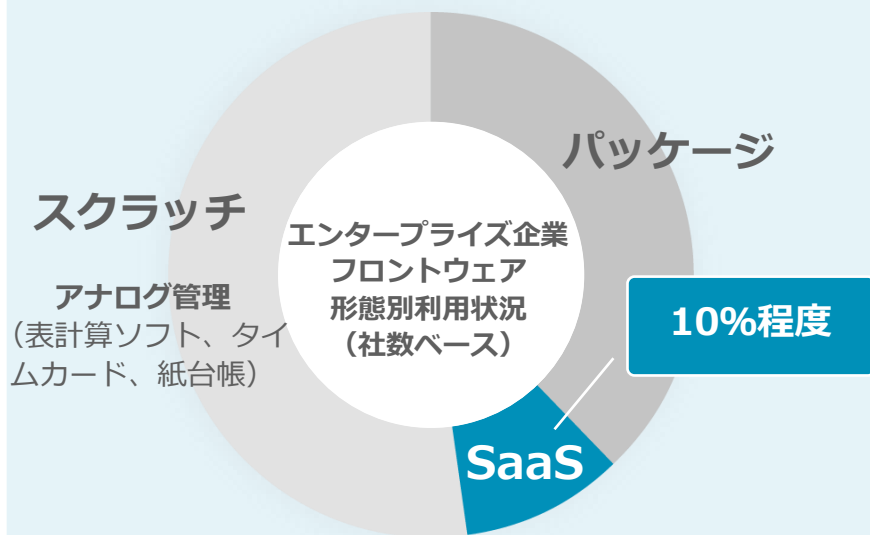 パッケージ
スクラッチ
アナログ管理
（表計算ソフト、タイ
ムカード、紙台帳）
エンタープライズ企業
フロントウェア
形態別利用状況
（社数ベース）
10%程度
SaaS